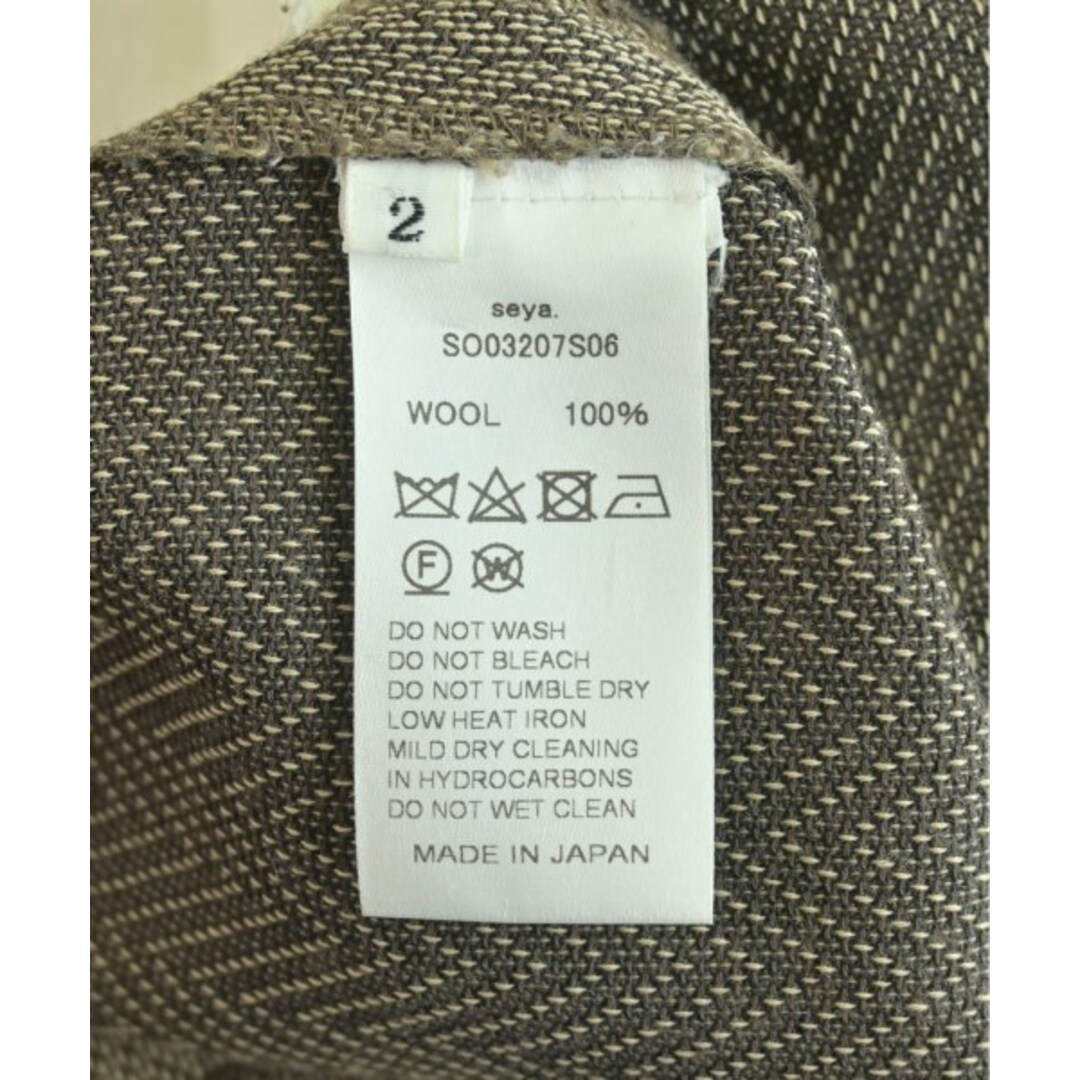 2
seya.
SO03207S06
WOOL 100%
F W
DO NOT WASH
DO NOT BLEACH
DO NOT TUMBLE DRY
LOW HEAT IRON
MILD DRY CLEANING
IN HYDROCARBONS
DO NOT WET CLEAN
MADE IN JAPAN